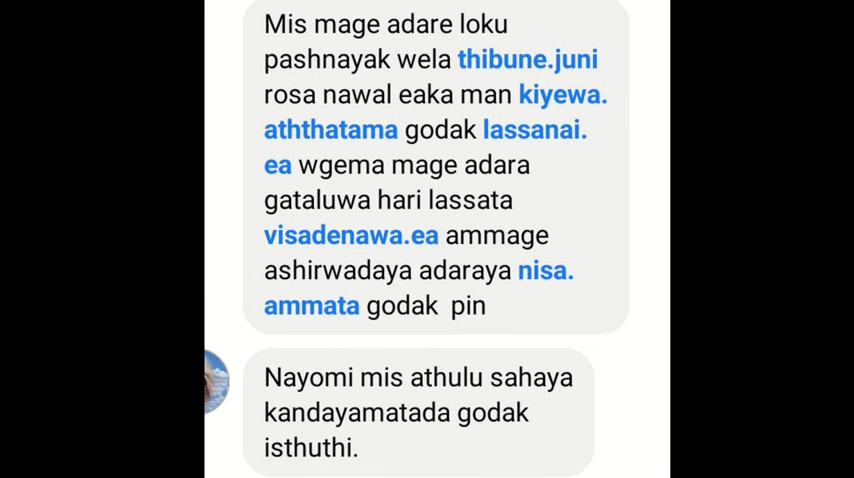 Mis mage adare loku
pashnayak wela thibune.juni
rosa nawal eaka man kiyewa.
aththatama godak lassanai.
ea wgema mage adara
gataluwa hari lassata
visadenawa.ea ammage
ashirwadaya adaraya nisa.
ammata godak  pin
Nayomi mis athulu sahaya
kandayamatada godak
isthuthi.